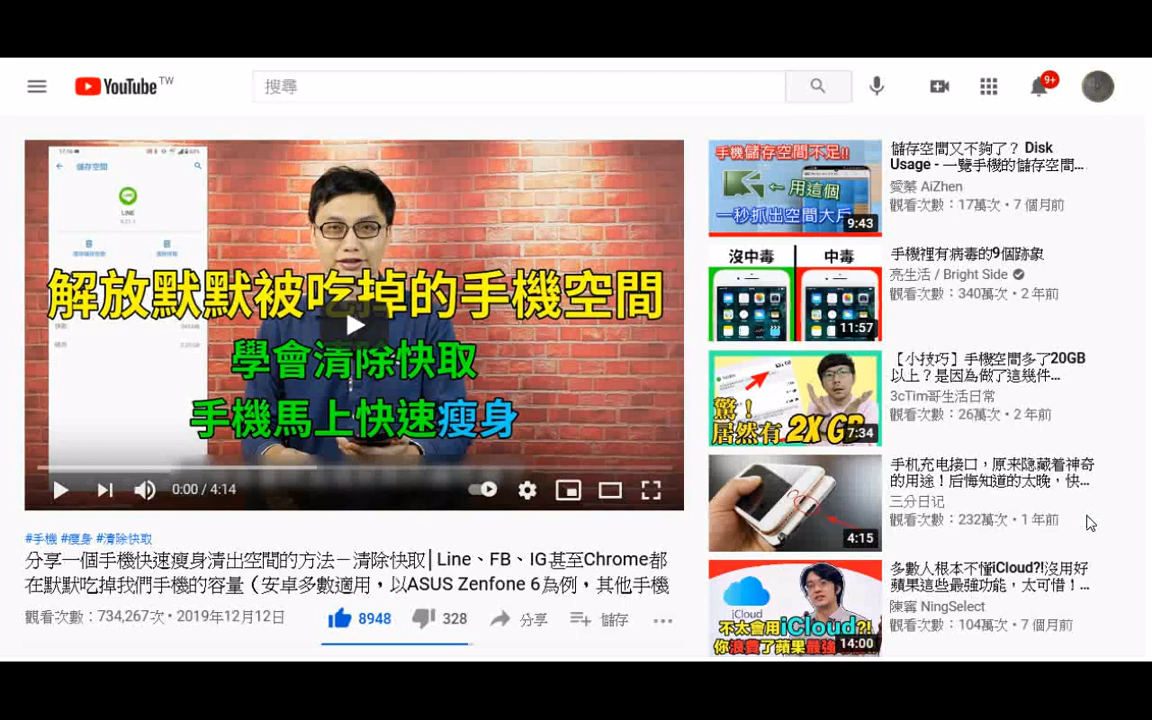 YouTube TW
搜尋
9+
儲存空間
LINE
解放默默被吃掉的手機空間
學會清除快取
手機馬上快速瘦身
0:00 / 4:14
#手機 #瘦身 #清除快取
分享一個手機快速瘦身清出空間的方法－清除快取│Line、FB、IG甚至Chrome都
在默默吃掉我們手機的容量（安卓多數適用，以ASUS Zenfone 6為例，其他手機
觀看次數：734,267次 • 2019年12月12日
8948
328
分享
儲存
手機儲存空間不足!!
←用這個
一秒抓出空間大戶
9:43
儲存空間又不夠了？ Disk
Usage - 一覽手機的儲存空間...
愛蓁 AiZhen
觀看次數：17萬次 • 7 個月前
沒中毒
中毒
11:57
手機裡有病毒的9個跡象
亮生活 / Bright Side
觀看次數：340萬次 • 2 年前
驚！
居然有2X GB
7:34
【小技巧】手機空間多了20GB
以上？是因為做了這幾件...
3cTim哥生活日常
觀看次數：26萬次 • 2 年前
4:15
手机充电接口，原来隐藏着神奇
的用途！后悔知道的太晚，快...
三分日记
觀看次數：232萬次 • 1 年前
iCloud
不太會用iCloud?!
你浪費了蘋果最強
14:00
多數人根本不懂iCloud?!沒用好
蘋果這些最強功能，太可惜！...
陳寗 NingSelect
觀看次數：104萬次 • 7 個月前